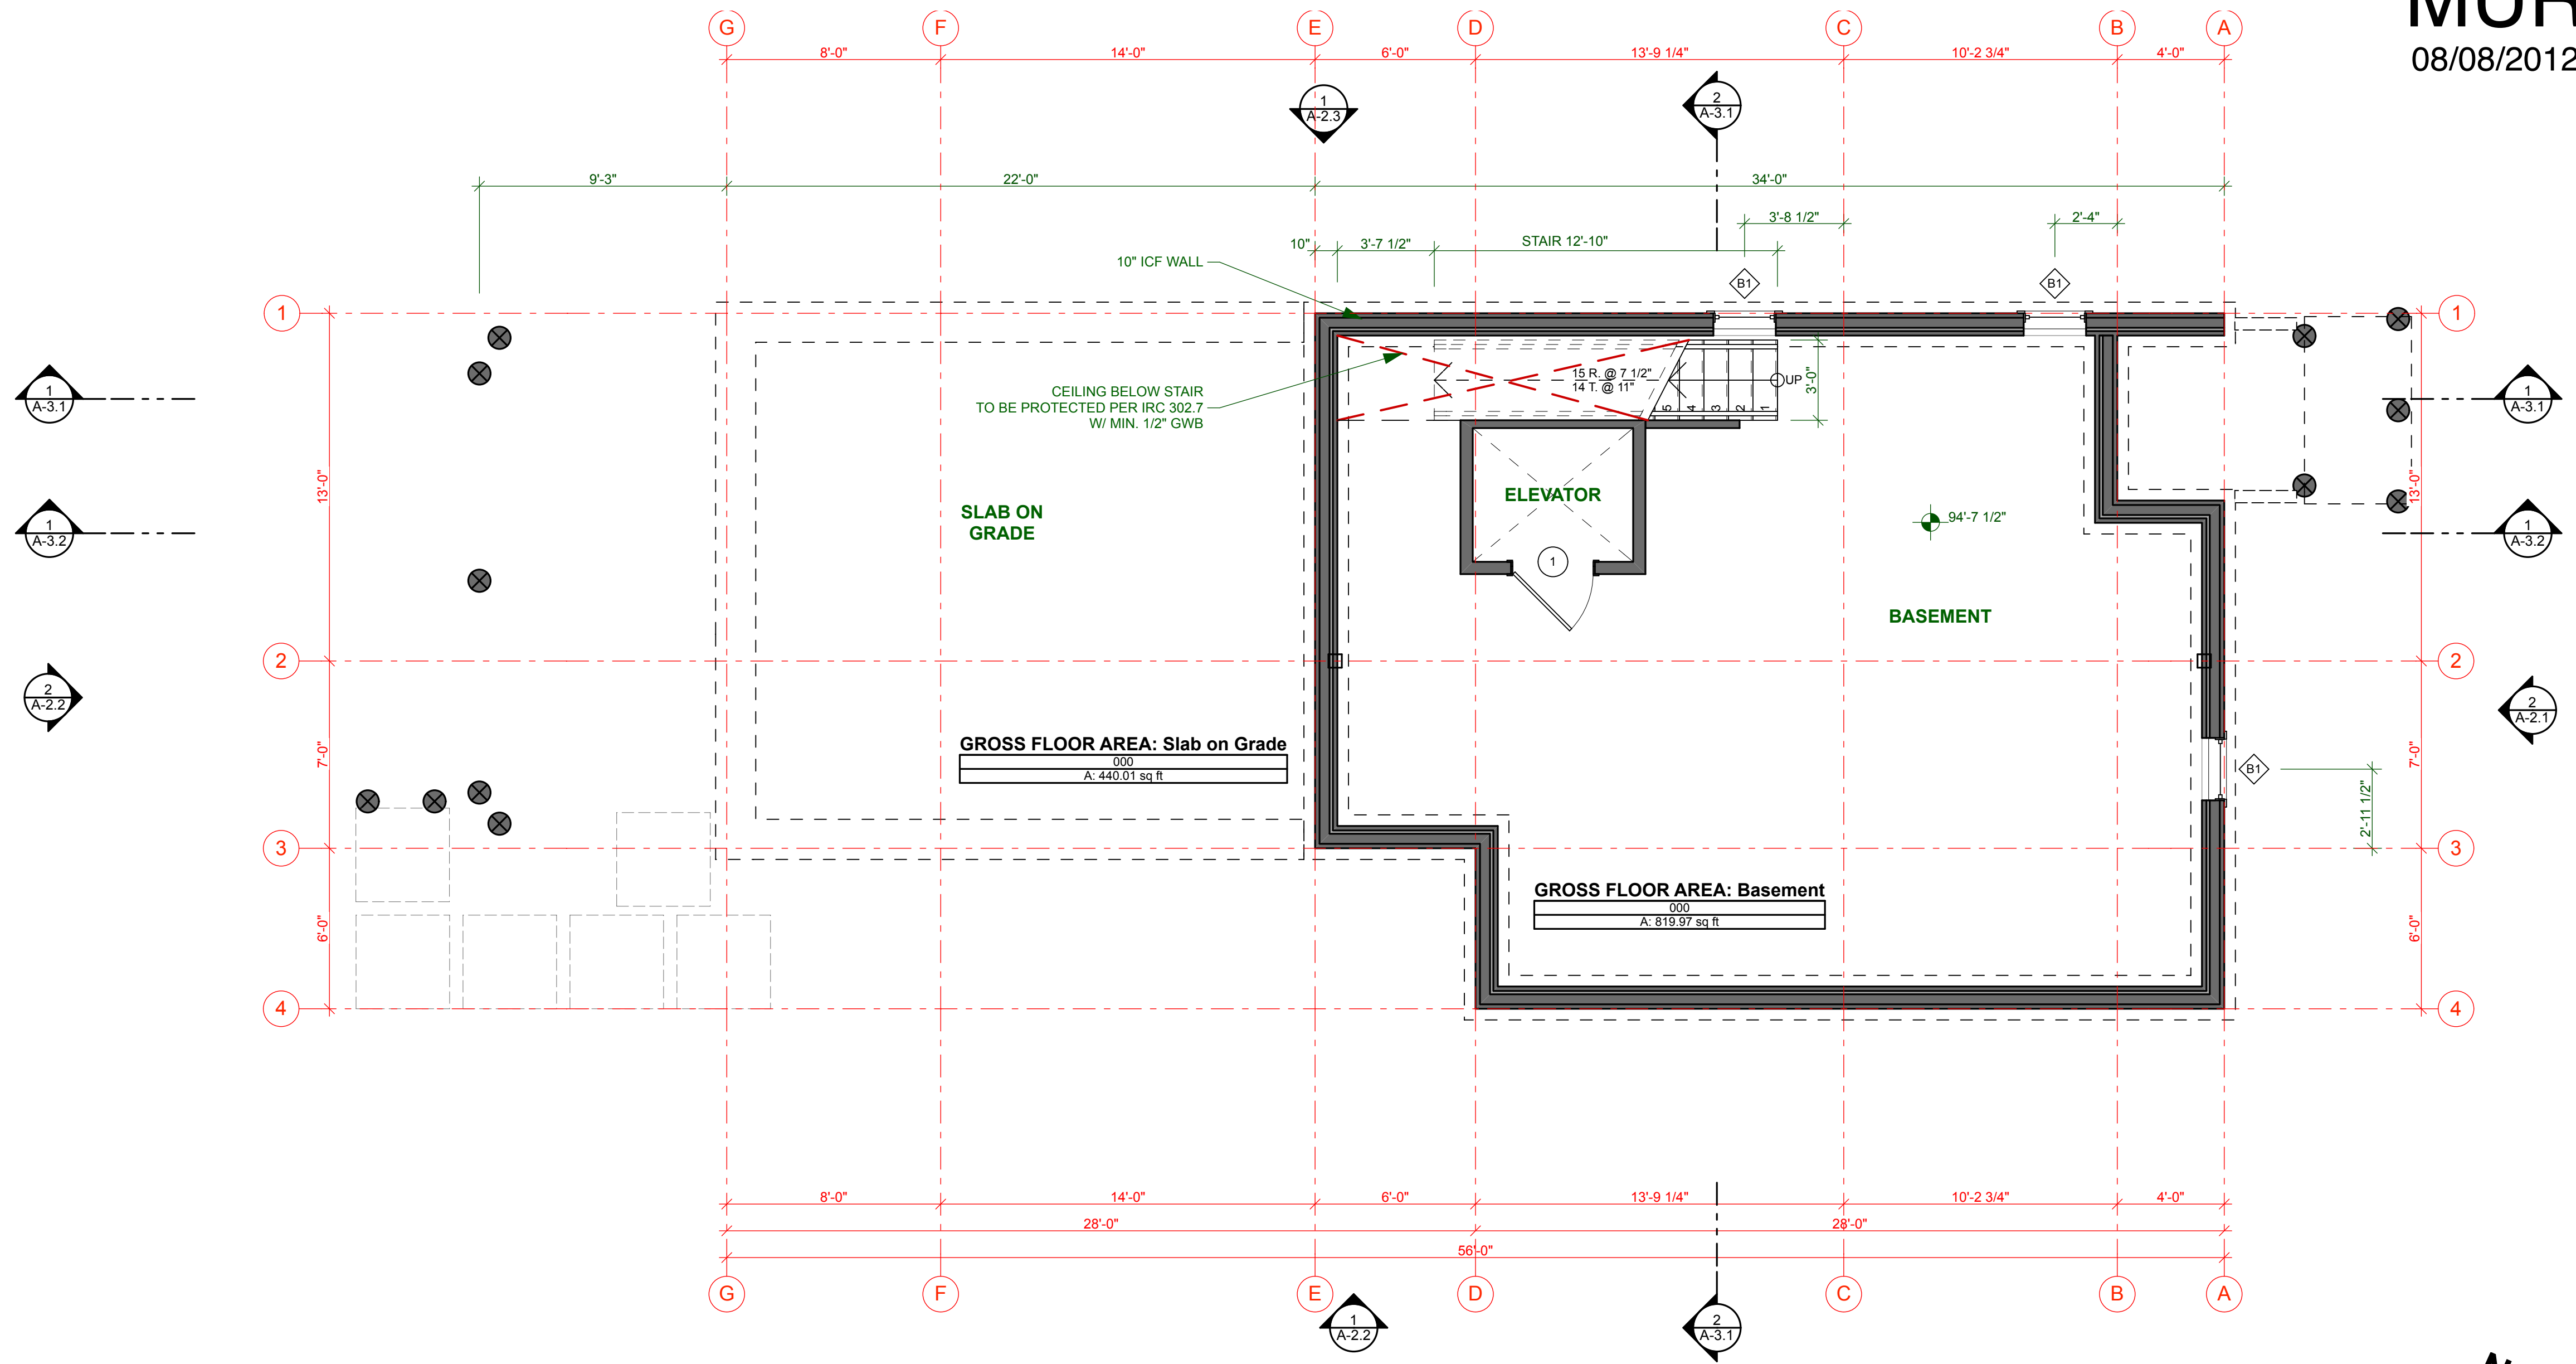 MUR
08/08/2012
G F E D C B A
8'-0" 14'-0" 6'-0" 13'-9 1/4" 10'-2 3/4" 4'-0"
1
A-2.3
2
A-3.1
9'-3" 22'-0" 34'-0"
3'-8 1/2" 2'-4"
10" 3'-7 1/2" STAIR 12'-10"
10" ICF WALL
B1 B1
1 1
1
A-3.1
1
A-3.1
CEILING BELOW STAIR
TO BE PROTECTED PER IRC 302.7
W/ MIN. 1/2" GWB
15 R. @ 7 1/2"
14 T. @ 11"
UP
3'-0"
5 4 3 2 1
13'-0" 13'-0"
ELEVATOR
SLAB ON
GRADE
94'-7 1/2"
1
A-3.2
1
A-3.2
1
BASEMENT
2 2
2
A-2.2
2
A-2.1
7'-0" 7'-0"
GROSS FLOOR AREA: Slab on Grade
000
A: 440.01 sq ft
B1
2'-11 1/2"
3 3
GROSS FLOOR AREA: Basement
000
A: 819.97 sq ft
6'-0" 6'-0"
4 4
8'-0" 14'-0" 6'-0" 13'-9 1/4" 10'-2 3/4" 4'-0"
28'-0" 28'-0"
56'-0"
G F E D C B A
1
A-2.2
2
A-3.1